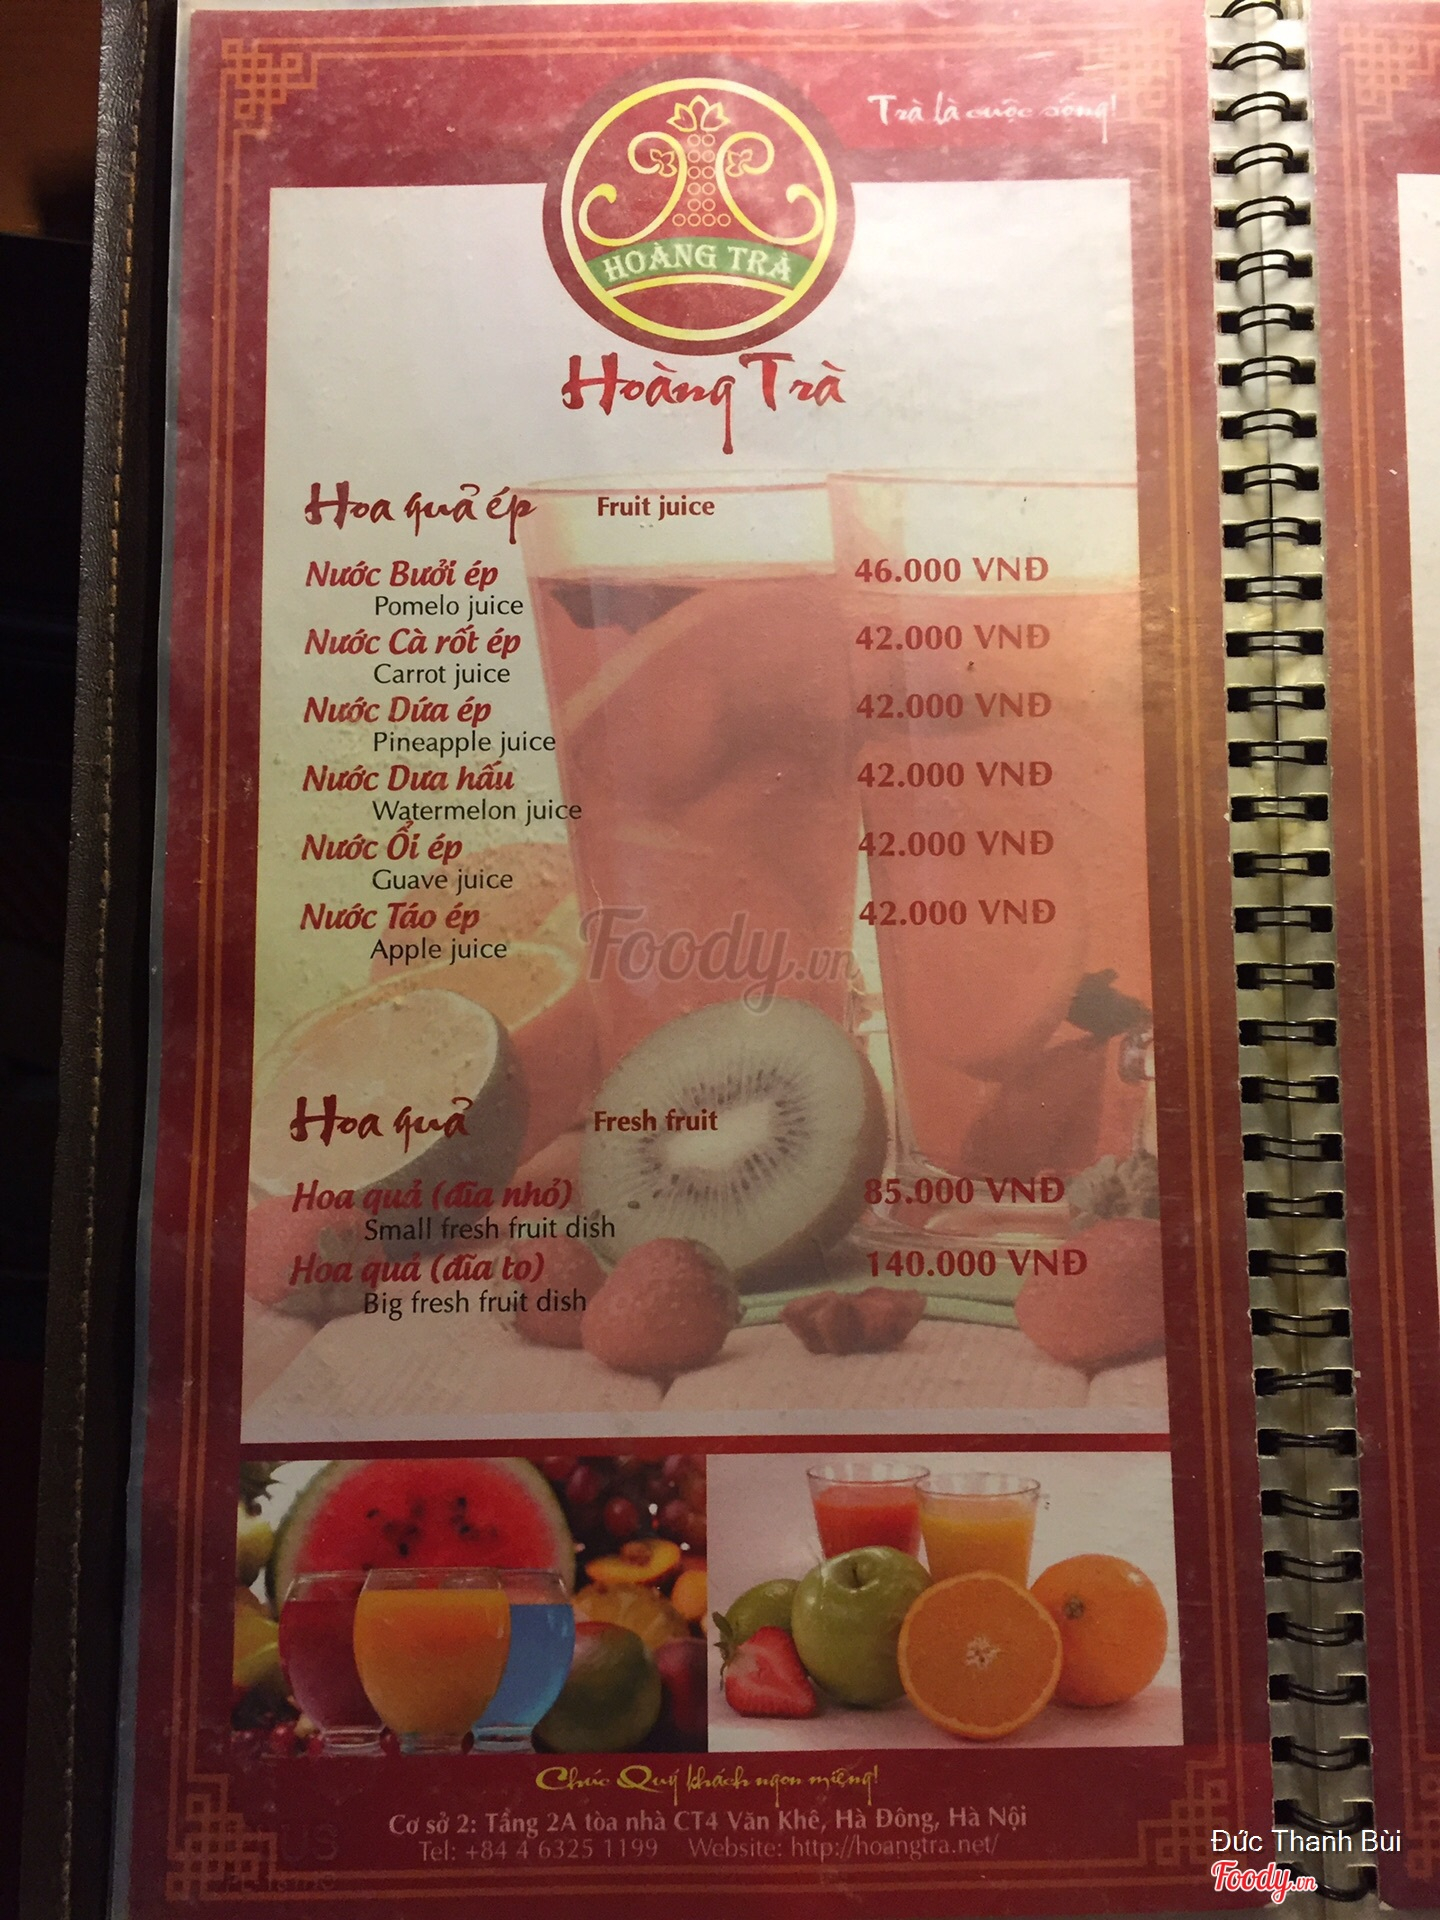 Trà là cuộc sống!
HOÀNG TRÀ
Hoàng Trà
Hoa quả ép Fruit juice
Nước Bưởi ép 46.000 VNĐ
Pomelo juice
Nước Cà rốt ép 42.000 VNĐ
Carrot juice
Nước Dứa ép 42.000 VNĐ
Pineapple juice
Nước Dưa hấu 42.000 VNĐ
Watermelon juice
Nước Ổi ép 42.000 VNĐ
Guave juice
Nước Táo ép 42.000 VNĐ
Apple juice
Foody.vn
Hoa quả Fresh fruit
Hoa quả (đĩa nhỏ) 85.000 VNĐ
Small fresh fruit dish
Hoa quả (đĩa to) 140.000 VNĐ
Big fresh fruit dish
Chúc Quý khách ngon miệng!
Cơ sở 2: Tầng 2A tòa nhà CT4 Văn Khê, Hà Đông, Hà Nội
Tel: +84 4 6325 1199 Website: http://hoangtra.net/
Đức Thanh Bùi
Foody.vn